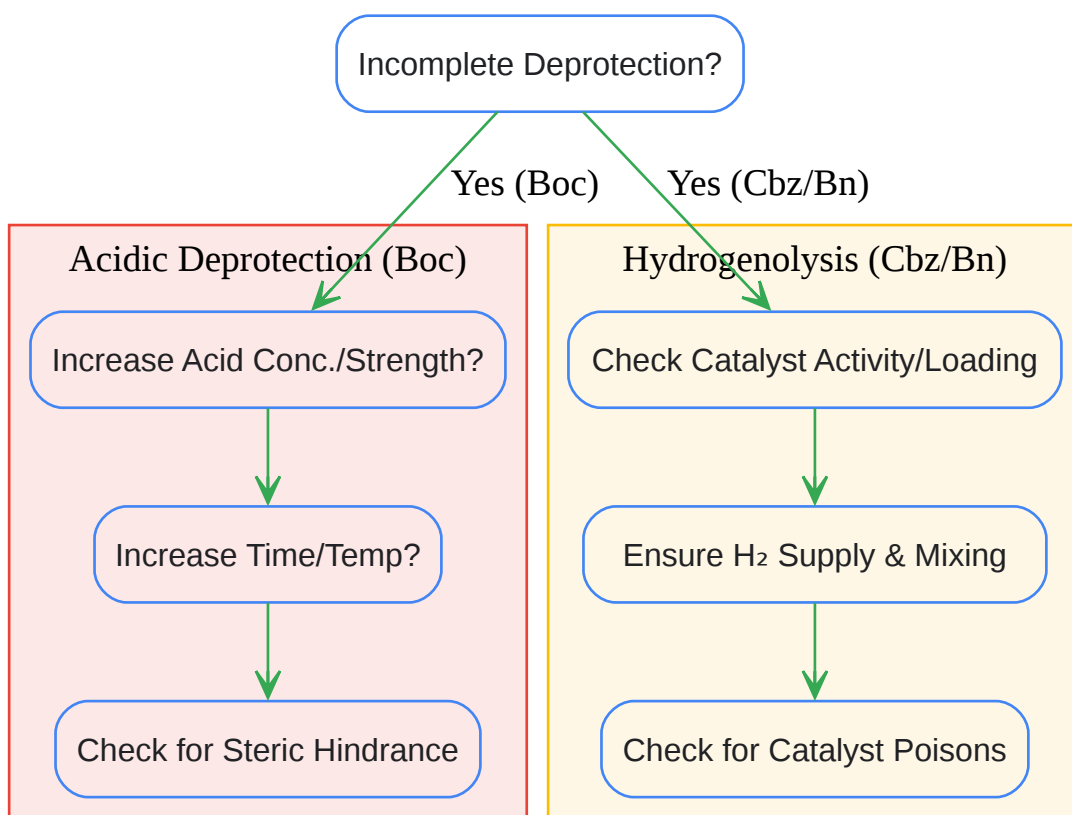 Incomplete Deprotection?
Yes (Boc)
Yes (Cbz/Bn)
Acidic Deprotection (Boc)
Increase Acid Conc./Strength?
Increase Time/Temp?
Check for Steric Hindrance
Hydrogenolysis (Cbz/Bn)
Check Catalyst Activity/Loading
Ensure H₂ Supply & Mixing
Check for Catalyst Poisons